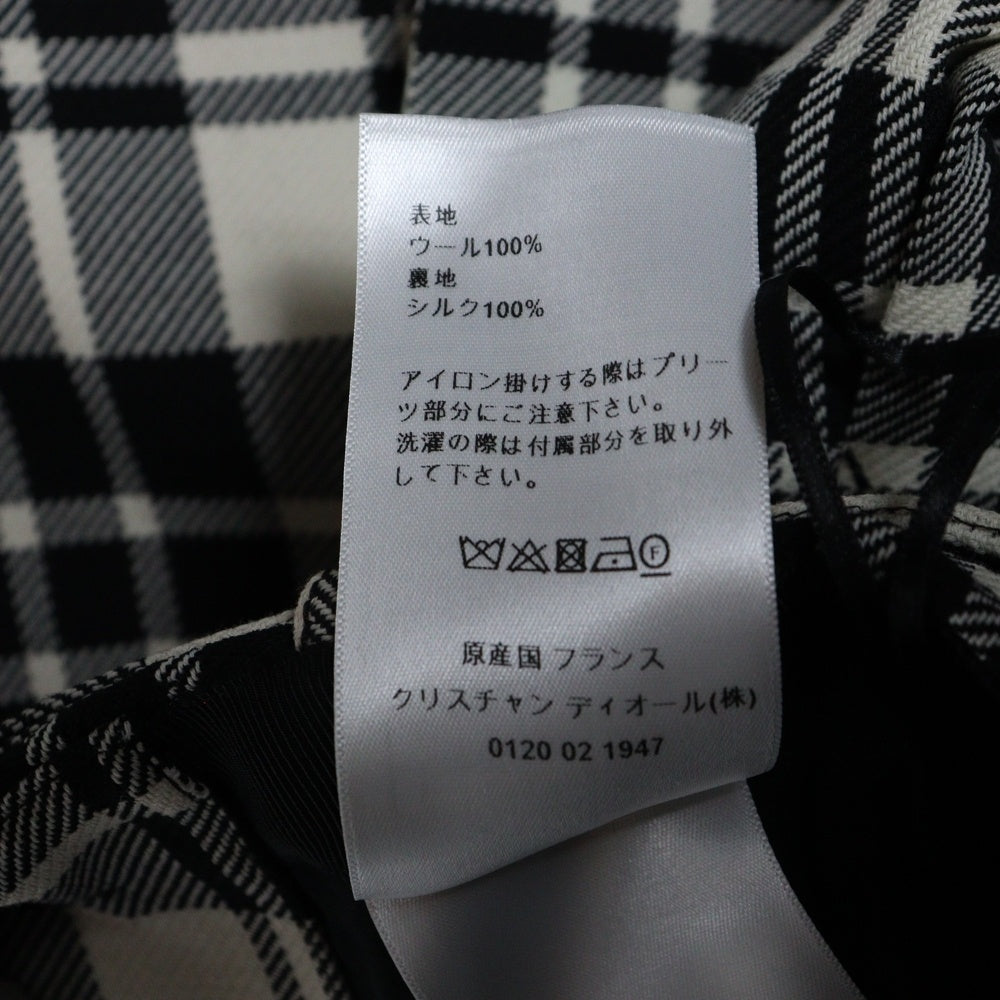 表地
ウール100%
裏地
シルク100%
アイロン掛けする際はプリー
ツ部分にご注意下さい。
洗濯の際は付属部分を取り外
して下さい。
F
原産国 フランス
クリスチャン ディオール(株)
0120 02 1947